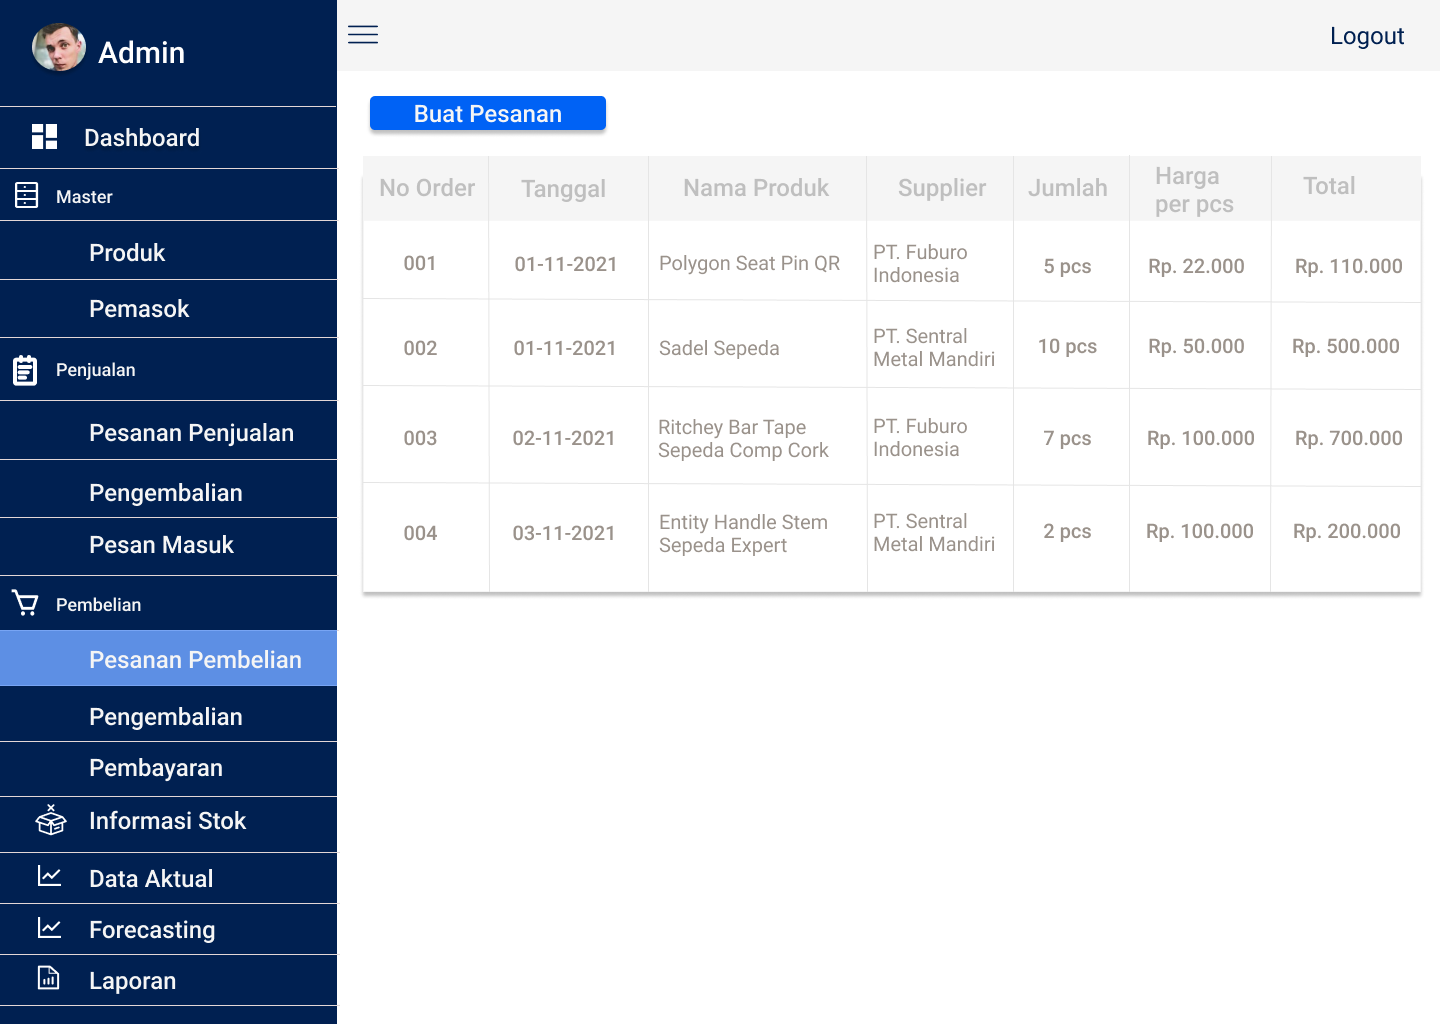 Admin
Logout
Dashboard
Master
Produk
Pemasok
Penjualan
Pesanan Penjualan
Pengembalian
Pesan Masuk
Pembelian
Pesanan Pembelian
Pengembalian
Pembayaran
Informasi Stok
Data Aktual
Forecasting
Laporan
Buat Pesanan
No Order Tanggal Nama Produk Supplier Jumlah Harga per pcs Total
001 01-11-2021 Polygon Seat Pin QR PT. Fuburo Indonesia 5 pcs Rp. 22.000 Rp. 110.000
002 01-11-2021 Sadel Sepeda PT. Sentral Metal Mandiri 10 pcs Rp. 50.000 Rp. 500.000
003 02-11-2021 Ritchey Bar Tape Sepeda Comp Cork PT. Fuburo Indonesia 7 pcs Rp. 100.000 Rp. 700.000
004 03-11-2021 Entity Handle Stem Sepeda Expert PT. Sentral Metal Mandiri 2 pcs Rp. 100.000 Rp. 200.000